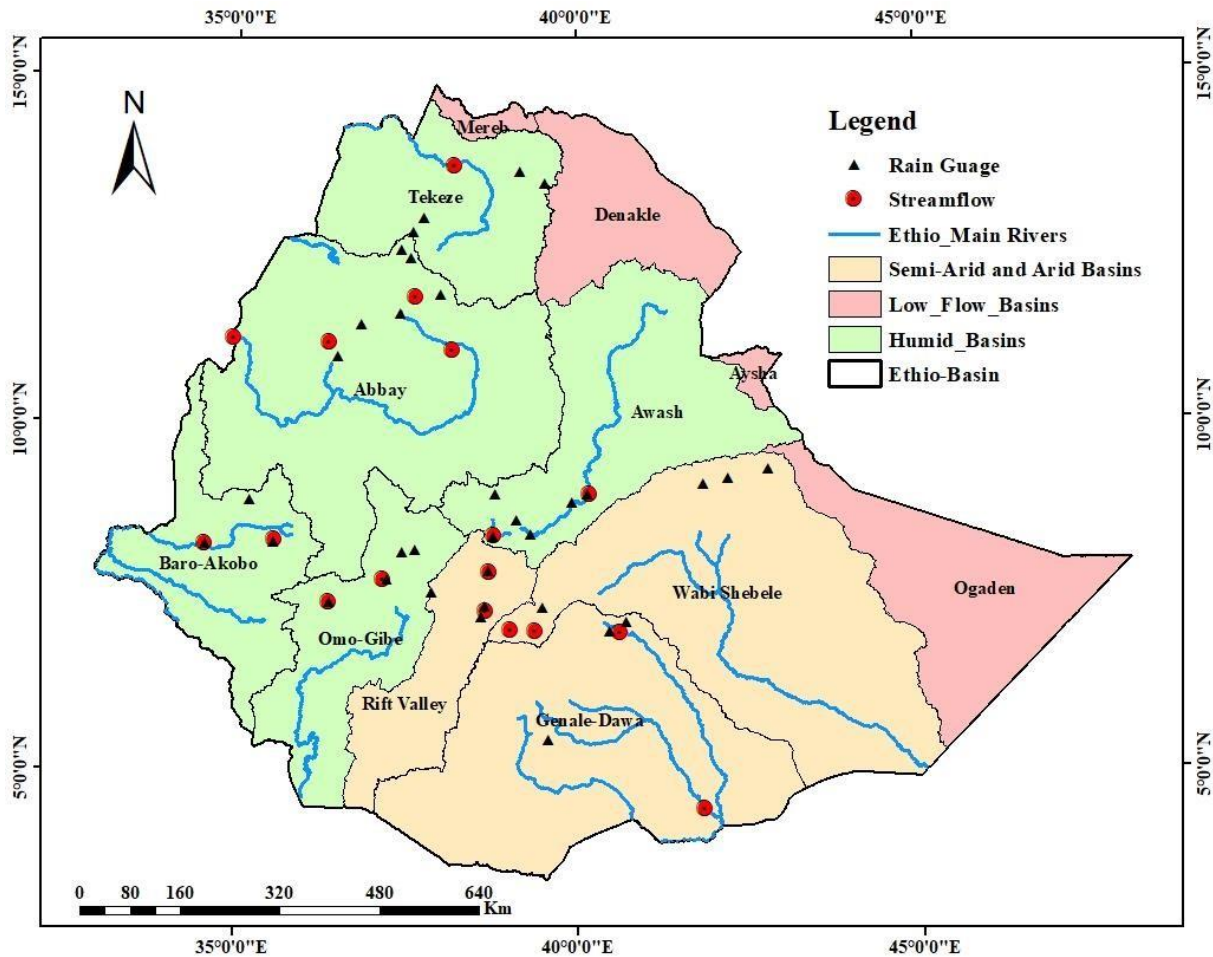 35°0'0"E 40°0'0"E 45°0'0"E
15°0'0"N
15°0'0"N
N
Legend
Rain Guage
Streamflow
Ethio_Main Rivers
Semi-Arid and Arid Basins
Low_Flow_Basins
Humid_Basins
Ethio-Basin
Mereb
Tekeze
Denakle
Aysha
Abbay
Awash
10°0'0"N
10°0'0"N
Baro-Akobo
Wabi Shebele
Ogaden
Omo-Gibe
Rift Valley
Genale-Dawa
5°0'0"N
5°0'0"N
0 80 160 320 480 640
Km
35°0'0"E 40°0'0"E 45°0'0"E